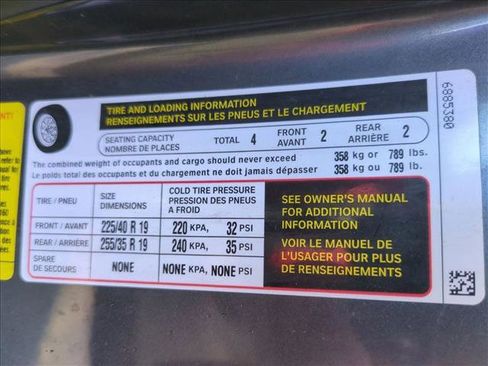 TIRE AND LOADING INFORMATION
RENSEIGNEMENTS SUR LES PNEUS ET LE CHARGEMENT
SEATING CAPACITY
NOMBRE DE PLACES
TOTAL 4
FRONT
AVANT 2
REAR
ARRIÈRE 2
The combined weight of occupants and cargo should never exceed 358 kg or 789 lbs.
Le poids total des occupants et du chargement ne doit jamais dépasser 358 kg ou 789 lb.
TIRE / PNEU
SIZE
DIMENSIONS
COLD TIRE PRESSURE
PRESSION DES PNEUS
A FROID
FRONT / AVANT 225/40 R 19 220 KPA, 32 PSI
REAR / ARRIÈRE 255/35 R 19 240 KPA, 35 PSI
SPARE
DE SECOURS NONE NONE KPA, NONE PSI
SEE OWNER'S MANUAL
FOR ADDITIONAL
INFORMATION
VOIR LE MANUEL DE
L'USAGER POUR PLUS
DE RENSEIGNEMENTS
6885380